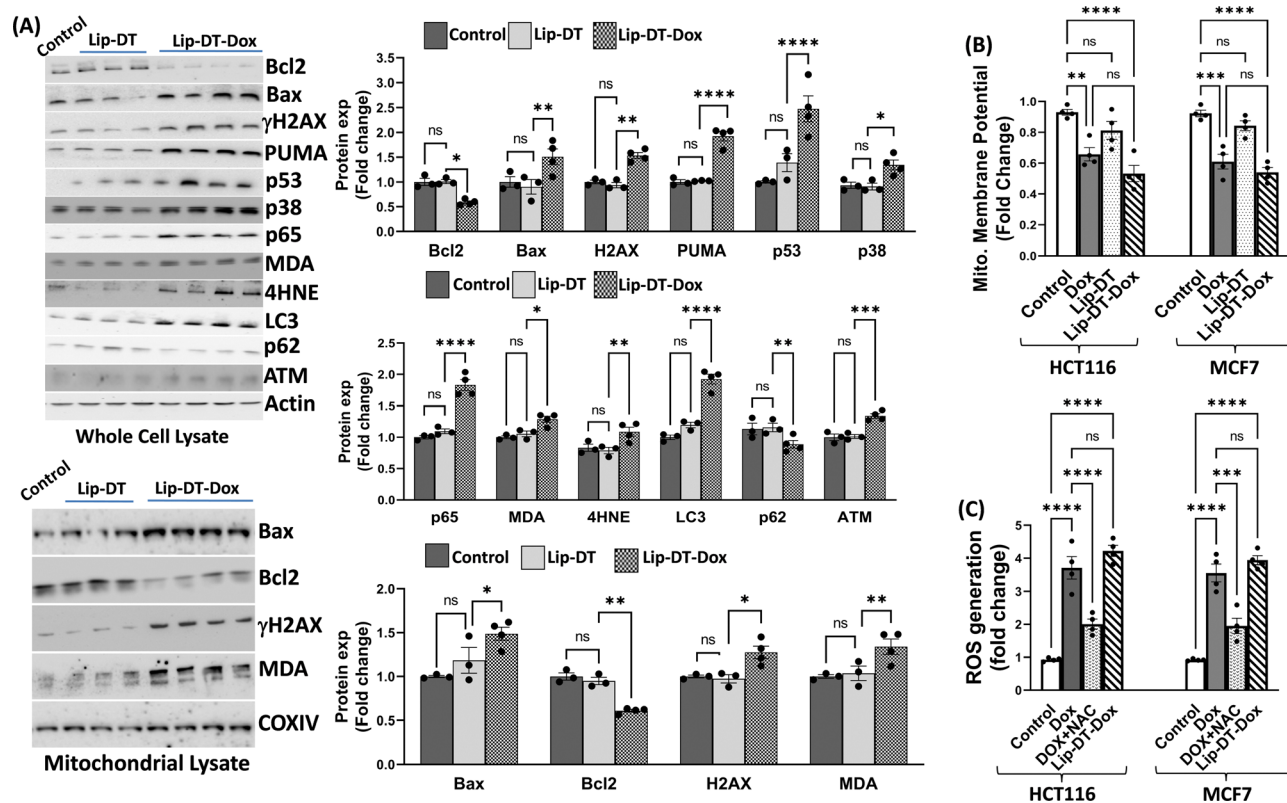 (A)
Control
Lip-DT
Lip-DT-Dox
Bcl2
Bax
γH2AX
PUMA
p53
p38
p65
MDA
4HNE
LC3
p62
ATM
Actin
Whole Cell Lysate
Control
Lip-DT
Lip-DT-Dox
Bax
Bcl2
γH2AX
MDA
COXIV
Mitochondrial Lysate
Control Lip-DT Lip-DT-Dox
Protein exp
(Fold change)
3.5
3.0
2.5
2.0
1.5
1.0
0.5
0.0
ns
*
ns
**
ns
**
ns
****
ns
****
ns
*
Bcl2 Bax H2AX PUMA p53 p38
Control Lip-DT Lip-DT-Dox
Protein exp
(Fold change)
2.5
2.0
1.5
1.0
0.5
0.0
ns
****
ns
*
ns
**
ns
****
ns
**
ns
***
p65 MDA 4HNE LC3 p62 ATM
Control Lip-DT Lip-DT-Dox
Protein exp
(Fold change)
2.0
1.5
1.0
0.5
0.0
ns
*
ns
**
ns
*
ns
**
Bax Bcl2 H2AX MDA
(B)
Mito. Membrane Potential
(Fold Change)
1.0
0.8
0.6
0.4
0.2
0.0
****
ns
**
ns
****
ns
***
ns
Control
Dox
Lip-DT
Lip-DT-Dox
Control
Dox
Lip-DT
Lip-DT-Dox
HCT116 MCF7
(C)
ROS generation
(fold change)
5
4
3
2
1
0
****
ns
****
****
****
ns
***
****
Control
Dox
DOX+NAC
Lip-DT-Dox
Control
Dox
DOX+NAC
Lip-DT-Dox
HCT116 MCF7